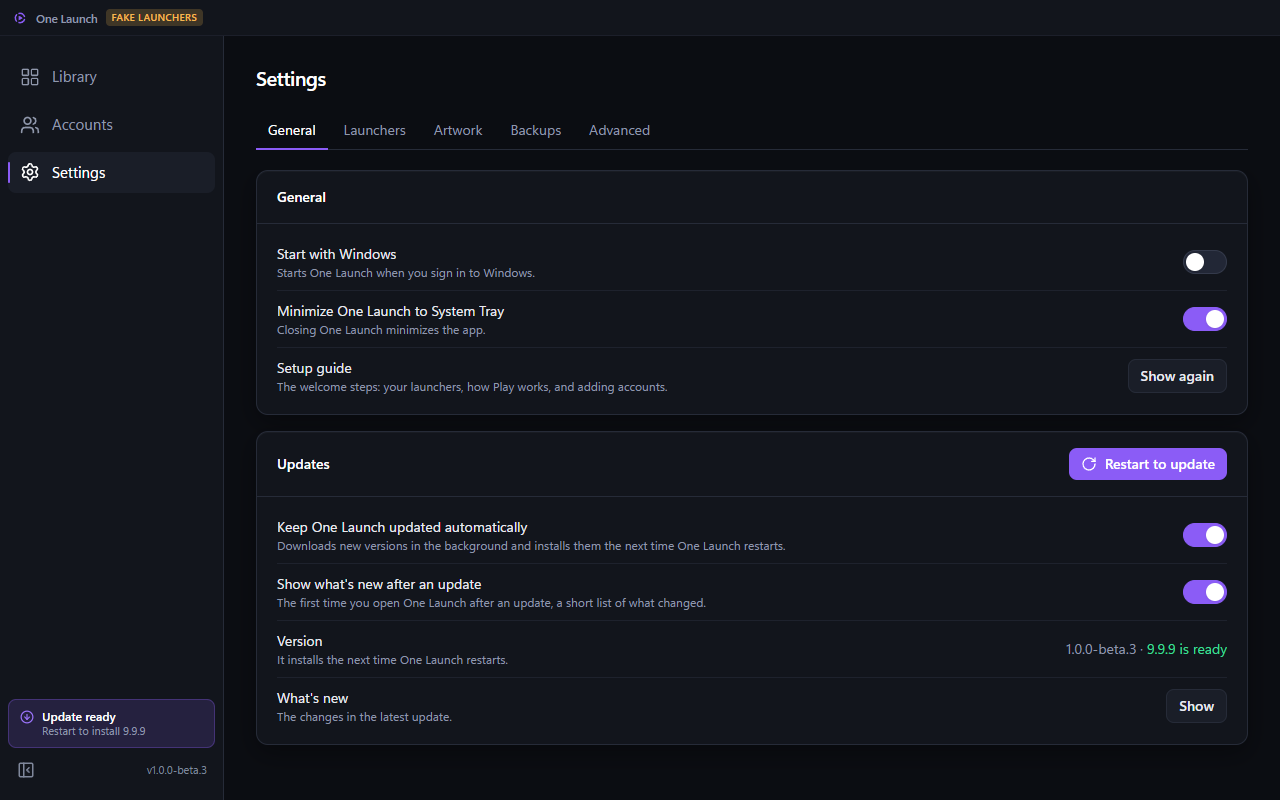 One Launch FAKE LAUNCHERS
Library
Accounts
Settings
Settings
General Launchers Artwork Backups Advanced
General
Start with Windows
Starts One Launch when you sign in to Windows.
Minimize One Launch to System Tray
Closing One Launch minimizes the app.
Setup guide
The welcome steps: your launchers, how Play works, and adding accounts.
Show again
Updates
Restart to update
Keep One Launch updated automatically
Downloads new versions in the background and installs them the next time One Launch restarts.
Show what's new after an update
The first time you open One Launch after an update, a short list of what changed.
Version
It installs the next time One Launch restarts.
1.0.0-beta.3 · 9.9.9 is ready
What's new
The changes in the latest update.
Show
Update ready
Restart to install 9.9.9
v1.0.0-beta.3